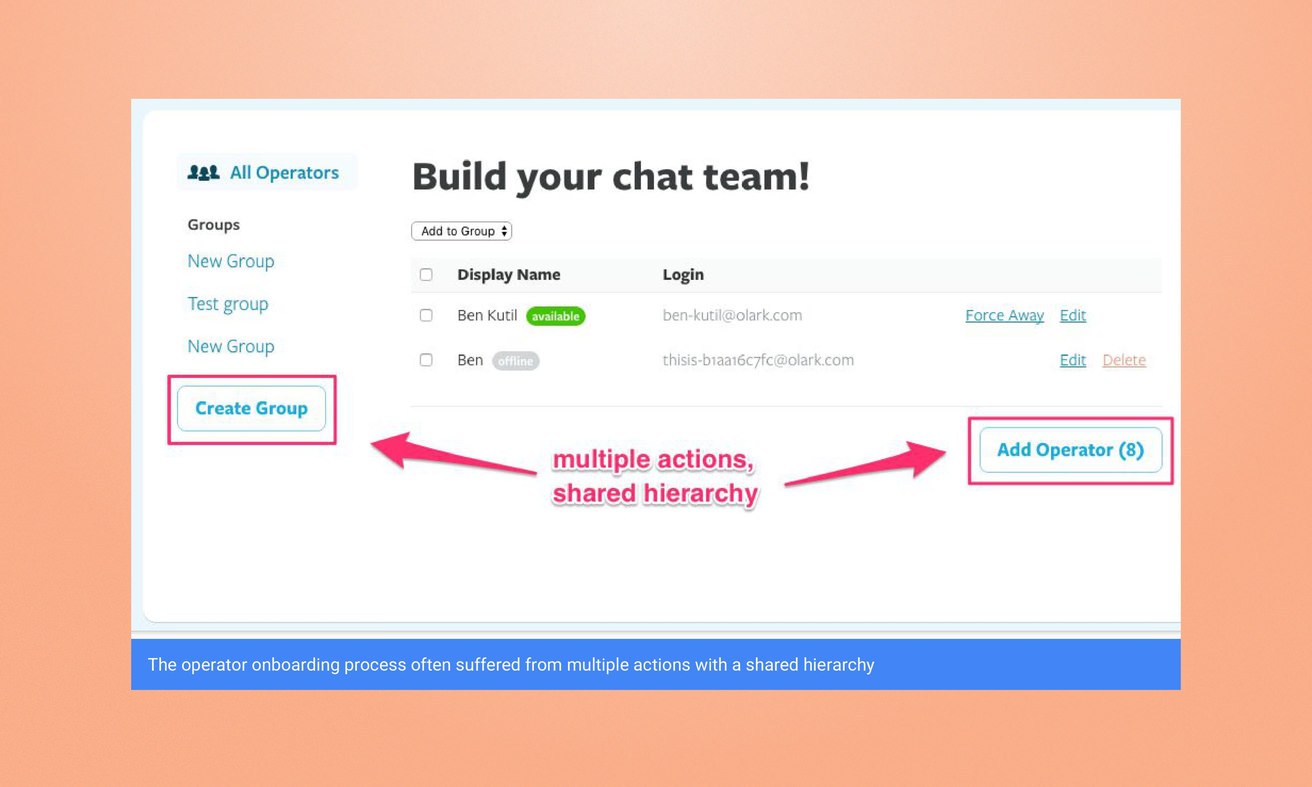 All Operators
Groups
New Group
Test group
New Group
Create Group
Build your chat team!
Add to Group
Display Name Login
Ben Kutil available ben-kutil@olark.com Force Away Edit
Ben offline thisis-b1aa16c7fc@olark.com Edit Delete
Add Operator (8)
multiple actions,
shared hierarchy
The operator onboarding process often suffered from multiple actions with a shared hierarchy